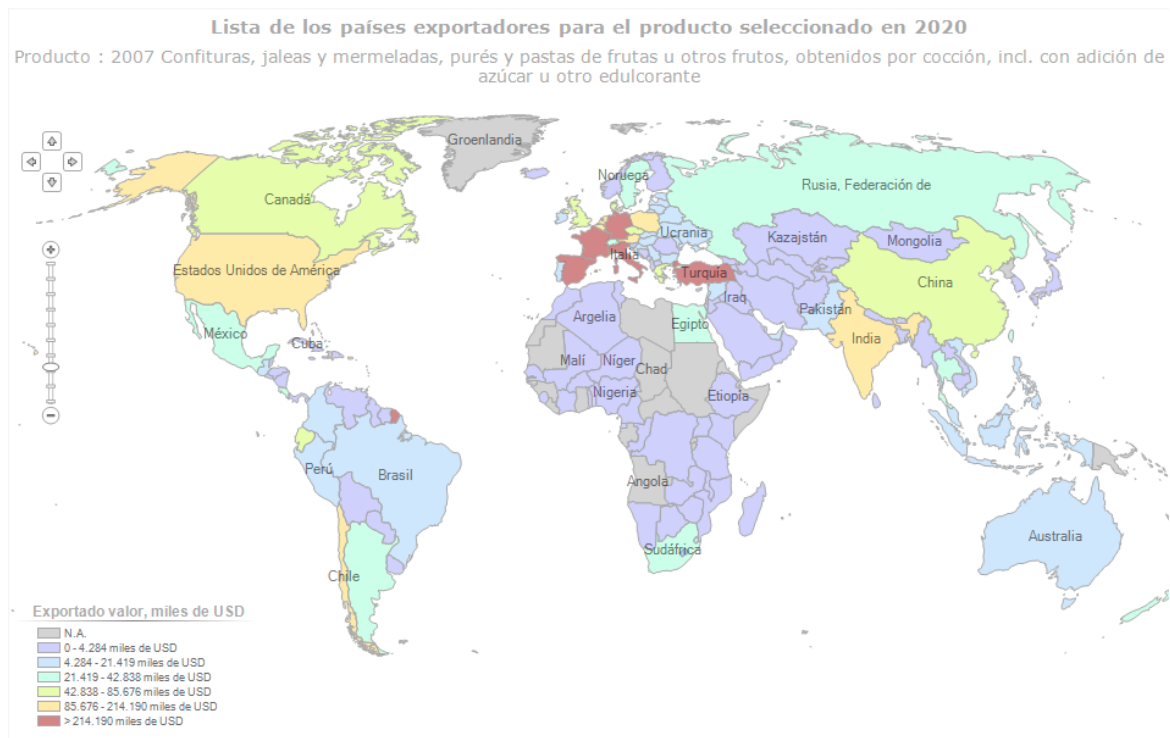 Lista de los países exportadores para el producto seleccionado en 2020
Producto : 2007 Confituras, jaleas y mermeladas, purés y pastas de frutas u otros frutos, obtenidos por cocción, incl. con adición de
azúcar u otro edulcorante
Groenlandia
Noruega
Rusia, Federación de
Canadá
Ucrania
Kazajstán
Mongolia
Italia
Estados Unidos de América
Turquía
China
Iraq
Pakistán
Argelia
México
Egipto
India
Cuba
Malí
Níger
Chad
Nigeria
Etiopía
Perú
Brasil
Angola
Australia
Sudáfrica
Chile
Exportado valor, miles de USD
N.A.
0 - 4.284 miles de USD
4.284 - 21.419 miles de USD
21.419 - 42.838 miles de USD
42.838 - 85.676 miles de USD
85.676 - 214.190 miles de USD
> 214.190 miles de USD